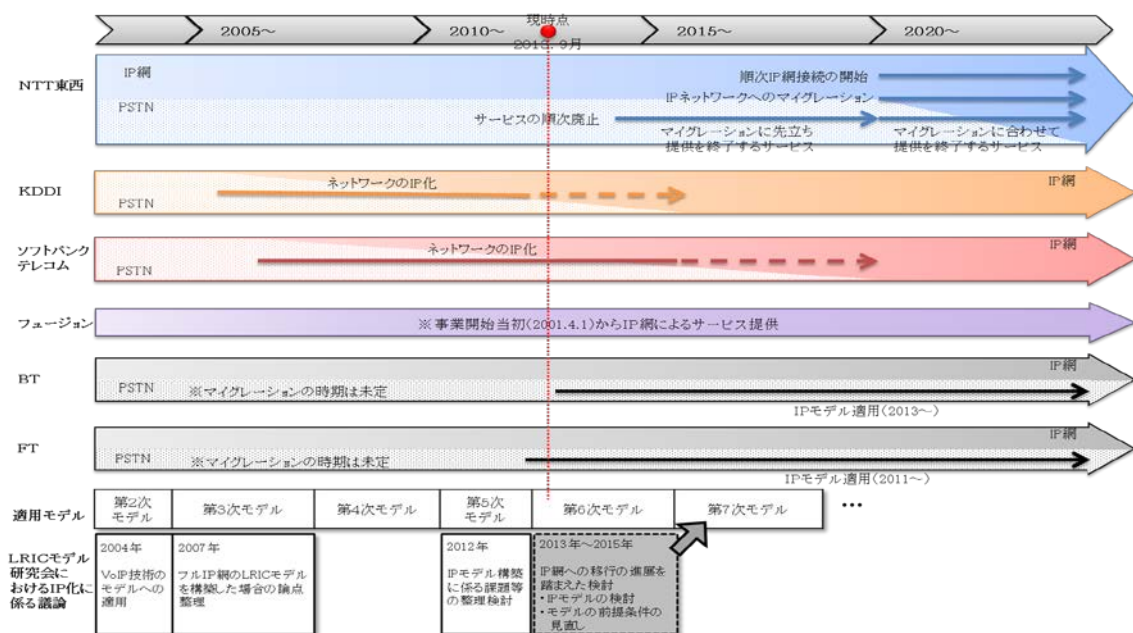 現時点
2005～
2010～
2015～
2020～
2013.9月
NTT東西
IP網
PSTN
順次IP網接続の開始
IPネットワークへのマイグレーション
サービスの順次廃止
マイグレーションに先立ち
提供を終了するサービス
マイグレーションに合わせて
提供を終了するサービス
KDDI
ネットワークのIP化
IP網
PSTN
ソフトバンク
テレコム
ネットワークのIP化
IP網
PSTN
フュージョン
※事業開始当初(2001.4.1)からIP網によるサービス提供
BT
IP網
PSTN
※マイグレーションの時期は未定
IPモデル適用(2013～)
FT
IP網
PSTN
※マイグレーションの時期は未定
IPモデル適用(2011～)
適用モデル
第2次
モデル
第3次モデル
第4次モデル
第5次
モデル
第6次モデル
第7次モデル
…
LRICモデル
研究会に
おけるIP化に
係る議論
2004年
VoIP技術の
モデルへの
適用
2007年
フルIP網のLRICモデル
を構築した場合の論点
整理
2012年
IPモデル構築
に係る課題等
の整理検討
2013年～2015年
IP網への移行の進展を
踏まえた検討
・IPモデルの検討
・モデルの前提条件の
見直し